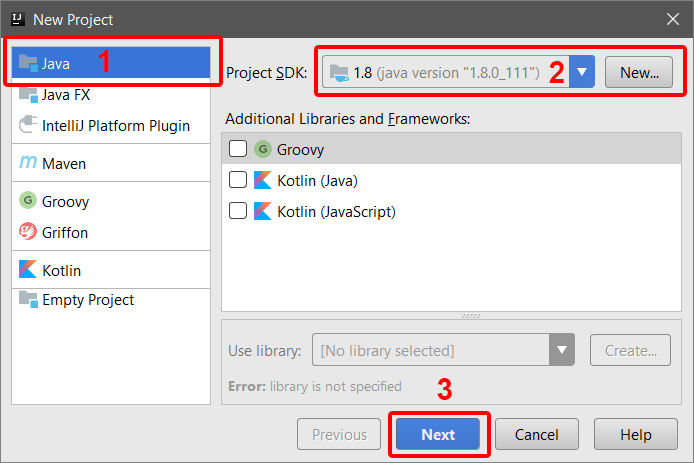 New Project
Java 1
Java FX
IntelliJ Platform Plugin
Maven
Groovy
Griffon
Kotlin
Empty Project
Project SDK: 1.8 (java version "1.8.0_111") 2 New...
Additional Libraries and Frameworks:
Groovy
Kotlin (Java)
Kotlin (JavaScript)
Use library: [No library selected] Create...
Error: library is not specified
3
Previous Next Cancel Help